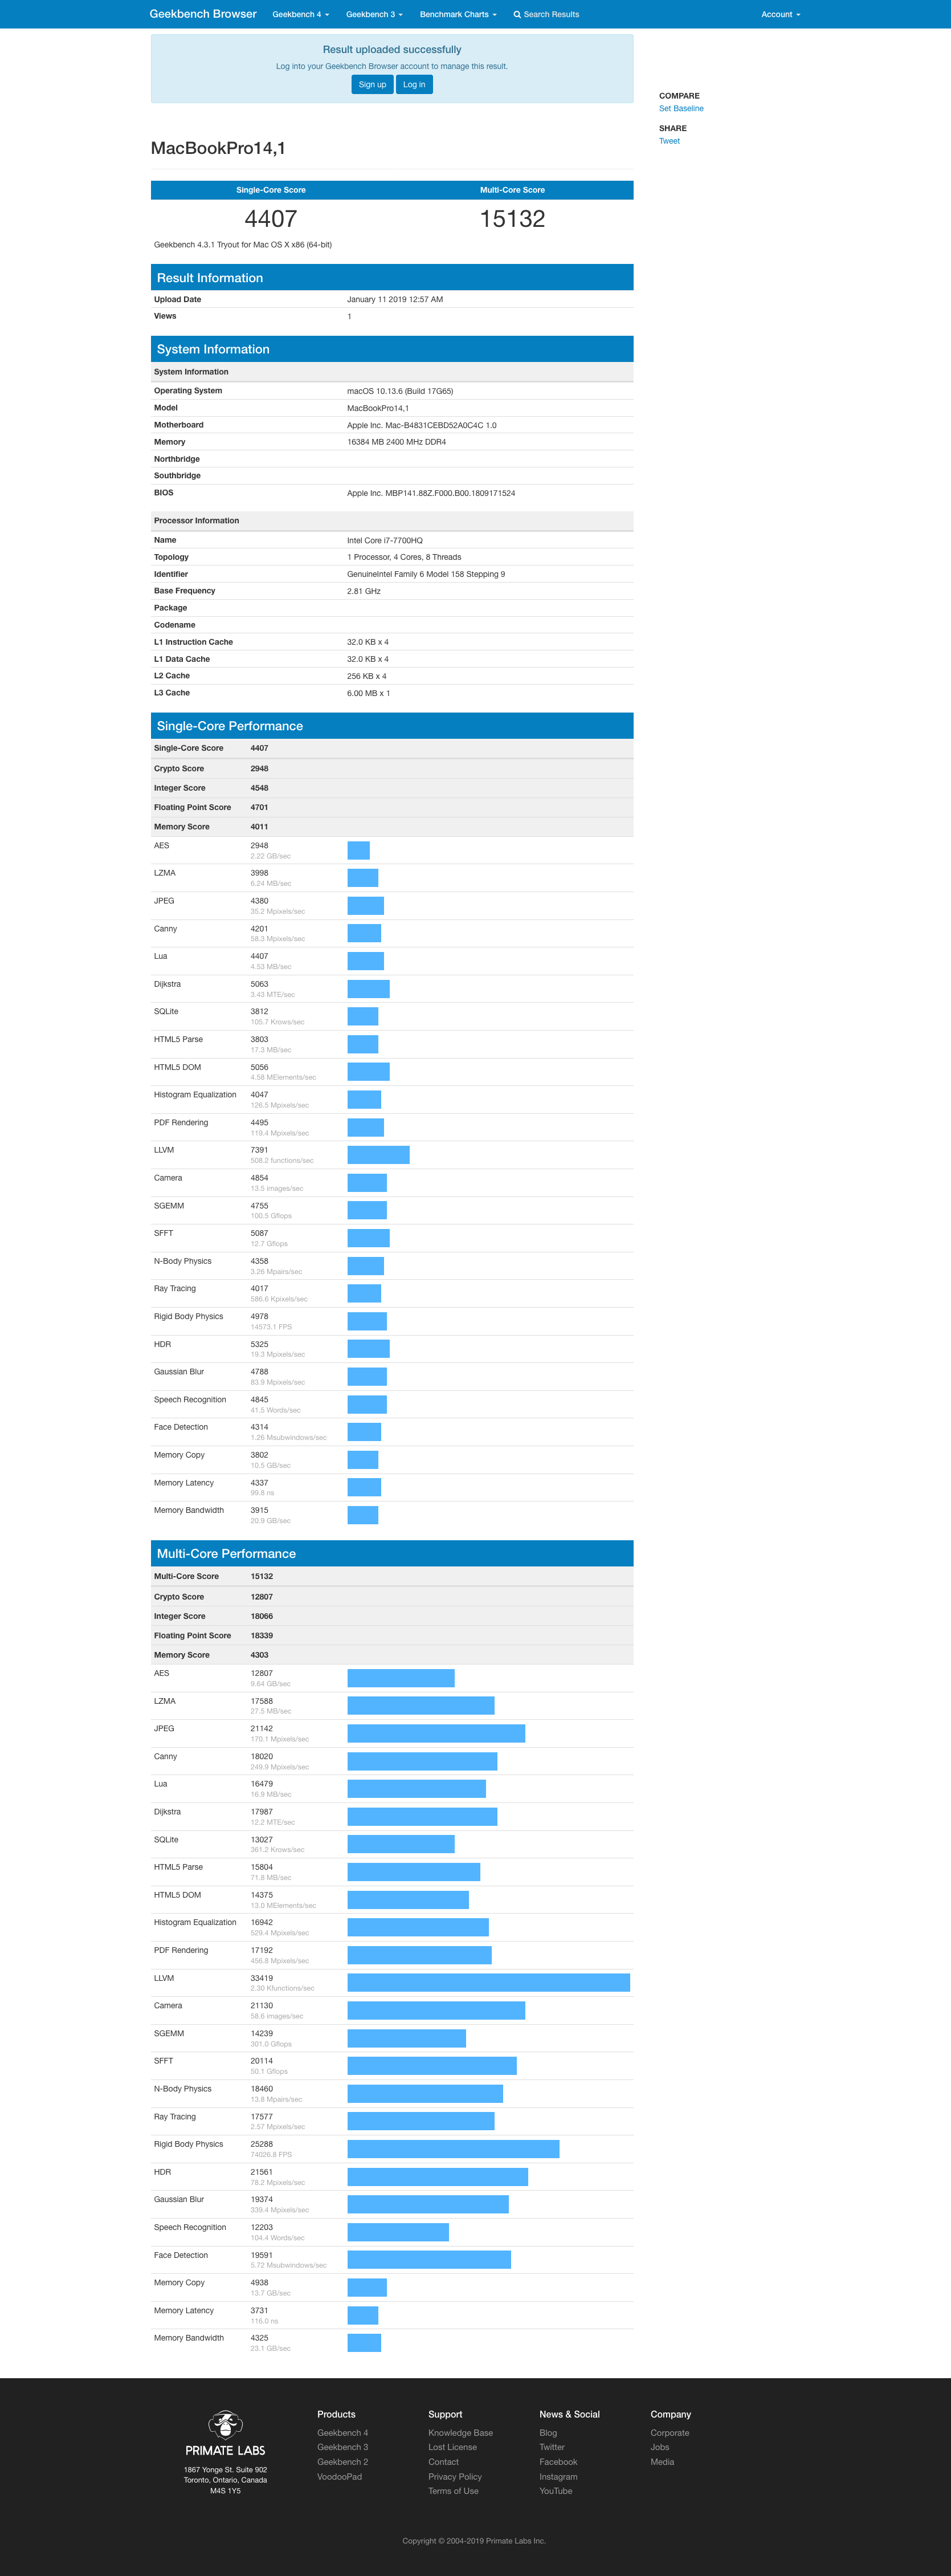 Geekbench Browser Geekbench 4 Geekbench 3 Benchmark Charts Search Results Account
Result uploaded successfully
Log into your Geekbench Browser account to manage this result.
Sign up Log in
COMPARE
Set Baseline
SHARE
Tweet
MacBookPro14,1
Single-Core Score Multi-Core Score
4407 15132
Geekbench 4.3.1 Tryout for Mac OS X x86 (64-bit)
Result Information
Upload Date January 11 2019 12:57 AM
Views 1
System Information
System Information
Operating System macOS 10.13.6 (Build 17G65)
Model MacBookPro14,1
Motherboard Apple Inc. Mac-B4831CEBD52A0C4C 1.0
Memory 16384 MB 2400 MHz DDR4
Northbridge
Southbridge
BIOS Apple Inc. MBP141.88Z.F000.B00.1809171524
Processor Information
Name Intel Core i7-7700HQ
Topology 1 Processor, 4 Cores, 8 Threads
Identifier GenuineIntel Family 6 Model 158 Stepping 9
Base Frequency 2.81 GHz
Package
Codename
L1 Instruction Cache 32.0 KB x 4
L1 Data Cache 32.0 KB x 4
L2 Cache 256 KB x 4
L3 Cache 6.00 MB x 1
Single-Core Performance
Single-Core Score 4407
Crypto Score 2948
Integer Score 4548
Floating Point Score 4701
Memory Score 4011
AES 2948
2.22 GB/sec
LZMA 3998
6.24 MB/sec
JPEG 4380
35.2 Mpixels/sec
Canny 4201
58.3 Mpixels/sec
Lua 4407
4.53 MB/sec
Dijkstra 5063
3.43 MTE/sec
SQLite 3812
105.7 Krows/sec
HTML5 Parse 3803
17.3 MB/sec
HTML5 DOM 5056
4.58 MElements/sec
Histogram Equalization 4047
126.5 Mpixels/sec
PDF Rendering 4495
119.4 Mpixels/sec
LLVM 7391
508.2 functions/sec
Camera 4854
13.5 images/sec
SGEMM 4755
100.5 Gflops
SFFT 5087
12.7 Gflops
N-Body Physics 4358
3.26 Mpairs/sec
Ray Tracing 4017
586.6 Kpixels/sec
Rigid Body Physics 4978
14573.1 FPS
HDR 5325
19.3 Mpixels/sec
Gaussian Blur 4788
83.9 Mpixels/sec
Speech Recognition 4845
41.5 Words/sec
Face Detection 4314
1.26 Msubwindows/sec
Memory Copy 3802
10.5 GB/sec
Memory Latency 4337
99.8 ns
Memory Bandwidth 3915
20.9 GB/sec
Multi-Core Performance
Multi-Core Score 15132
Crypto Score 12807
Integer Score 18066
Floating Point Score 18339
Memory Score 4303
AES 12807
9.64 GB/sec
LZMA 17588
27.5 MB/sec
JPEG 21142
170.1 Mpixels/sec
Canny 18020
249.9 Mpixels/sec
Lua 16479
16.9 MB/sec
Dijkstra 17987
12.2 MTE/sec
SQLite 13027
361.2 Krows/sec
HTML5 Parse 15804
71.8 MB/sec
HTML5 DOM 14375
13.0 MElements/sec
Histogram Equalization 16942
529.4 Mpixels/sec
PDF Rendering 17192
456.8 Mpixels/sec
LLVM 33419
2.30 Kfunctions/sec
Camera 21130
58.6 images/sec
SGEMM 14239
301.0 Gflops
SFFT 20114
50.1 Gflops
N-Body Physics 18460
13.8 Mpairs/sec
Ray Tracing 17577
2.57 Mpixels/sec
Rigid Body Physics 25288
74026.8 FPS
HDR 21561
78.2 Mpixels/sec
Gaussian Blur 19374
339.4 Mpixels/sec
Speech Recognition 12203
104.4 Words/sec
Face Detection 19591
5.72 Msubwindows/sec
Memory Copy 4938
13.7 GB/sec
Memory Latency 3731
116.0 ns
Memory Bandwidth 4325
23.1 GB/sec
PRIMATE LABS
1867 Yonge St. Suite 902
Toronto, Ontario, Canada
M4S 1Y5
Products
Geekbench 4
Geekbench 3
Geekbench 2
VoodooPad
Support
Knowledge Base
Lost License
Contact
Privacy Policy
Terms of Use
News & Social
Blog
Twitter
Facebook
Instagram
YouTube
Company
Corporate
Jobs
Media
Copyright © 2004-2019 Primate Labs Inc.